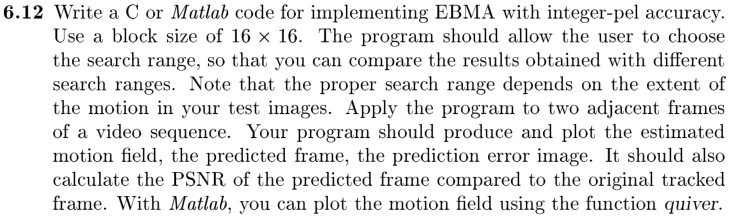 6.12 Write a C or Matlab code for implementing EBMA with integer-pel accuracy.
Use a block size of 16 × 16. The program should allow the user to choose
the search range, so that you can compare the results obtained with different
search ranges. Note that the proper search range depends on the extent of
the motion in your test images. Apply the program to two adjacent frames
of a video sequence. Your program should produce and plot the estimated
motion field, the predicted frame, the prediction error image. It should also
calculate the PSNR of the predicted frame compared to the original tracked
frame. With Matlab, you can plot the motion field using the function quiver.